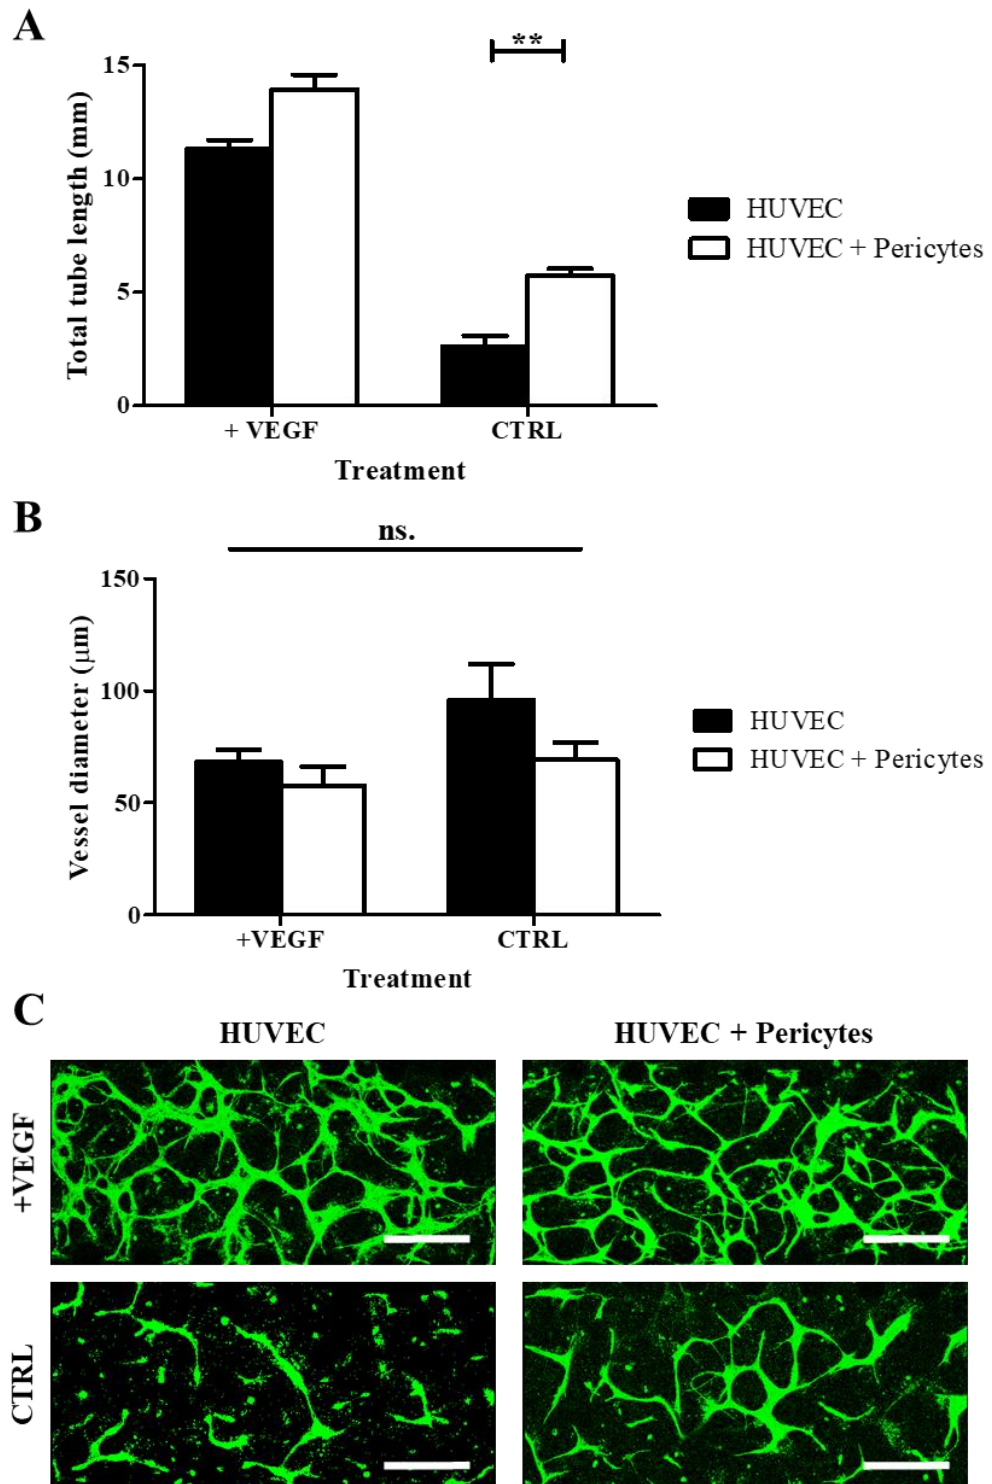 A
**
15
10
5
0
Total tube length (mm)
+ VEGF
CTRL
Treatment
HUVEC
HUVEC + Pericytes
B
ns.
150
100
50
0
Vessel diameter (μm)
+VEGF
CTRL
Treatment
HUVEC
HUVEC + Pericytes
C
HUVEC
HUVEC + Pericytes
+VEGF
CTRL